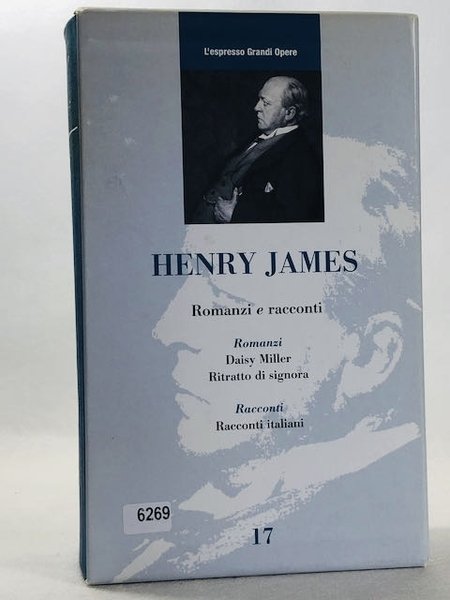 L'espresso Grandi Opere
HENRY JAMES
Romanzi e racconti
Romanzi
Daisy Miller
Ritratto di signora
Racconti
Racconti italiani
6269
17